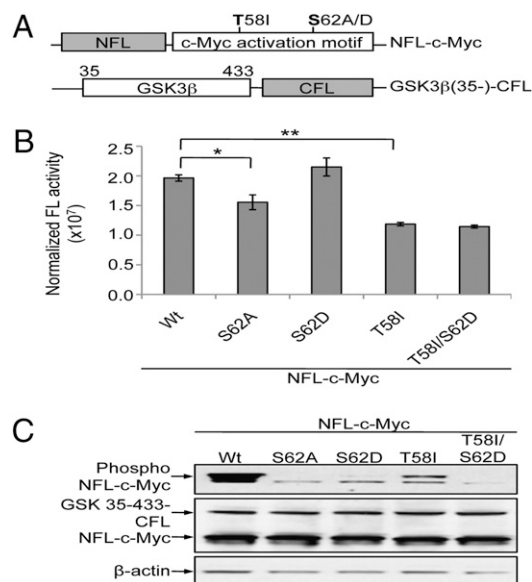 A
T58I S62A/D
NFL c-Myc activation motif NFL-c-Myc
35 433
GSK3β CFL GSK3β(35-)-CFL
B
Normalized FL activity
(x10⁷)
2.5
2.0
1.5
1.0
0.5
0.0
*
**
Wt
S62A
S62D
T58I
T58I/S62D
NFL-c-Myc
C
NFL-c-Myc
Wt S62A S62D T58I T58I/
S62D
Phospho
NFL-c-Myc
GSK 35-433-
CFL
NFL-c-Myc
β-actin